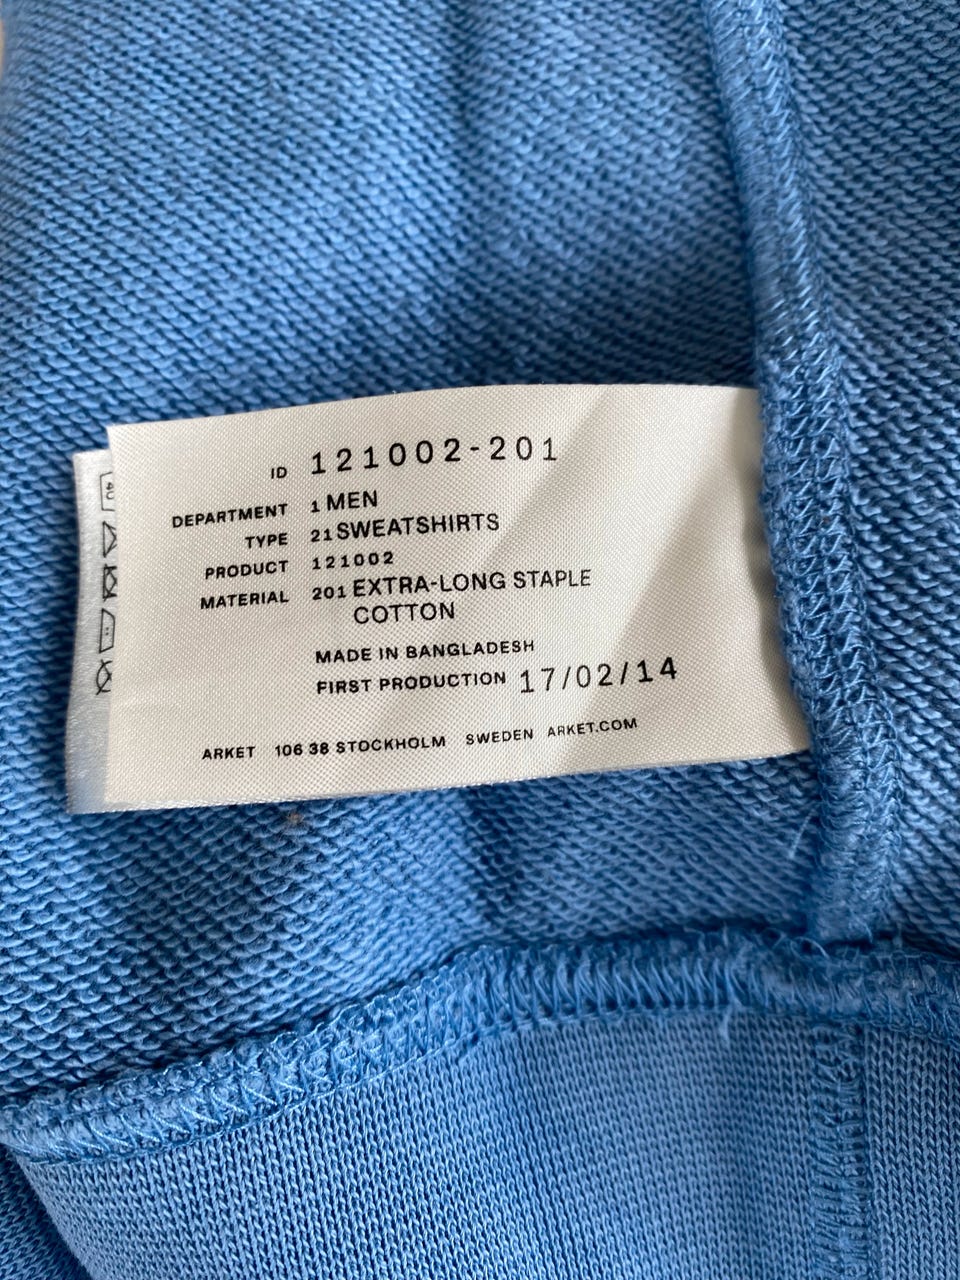 ID 121002-201
DEPARTMENT 1 MEN
TYPE 21 SWEATSHIRTS
PRODUCT 121002
MATERIAL 201 EXTRA-LONG STAPLE
COTTON
MADE IN BANGLADESH
FIRST PRODUCTION 17/02/14
ARKET 106 38 STOCKHOLM SWEDEN ARKET.COM
40